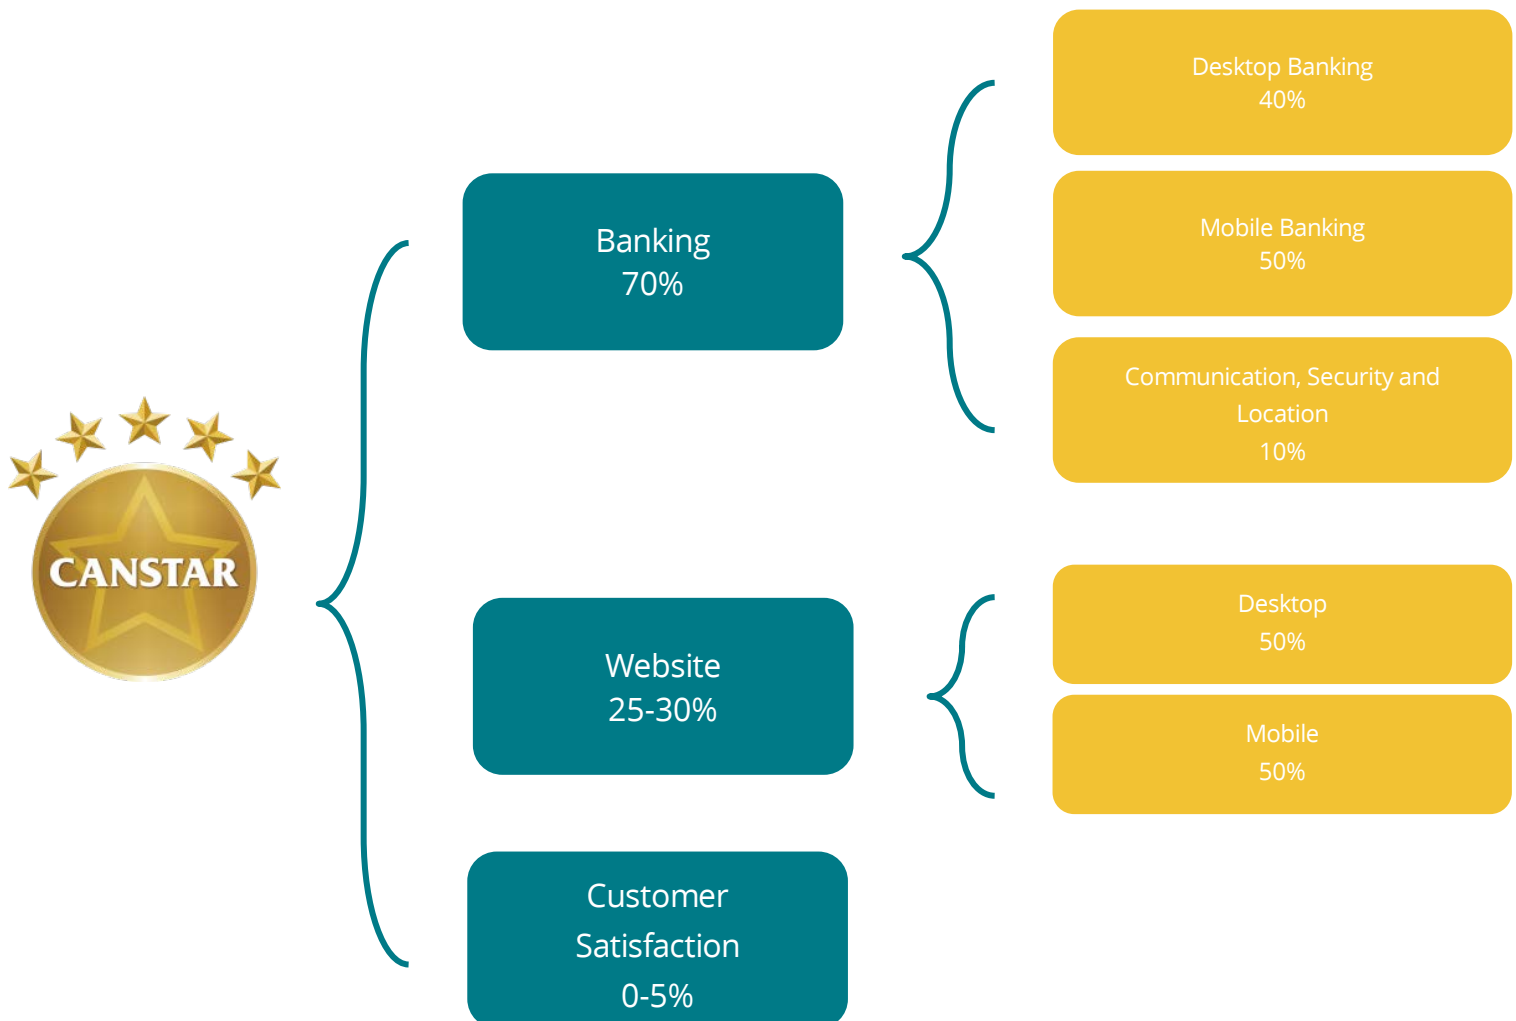 CANSTAR
Banking
70%
Desktop Banking
40%
Mobile Banking
50%
Communication, Security and
Location
10%
Website
25-30%
Desktop
50%
Mobile
50%
Customer
Satisfaction
0-5%